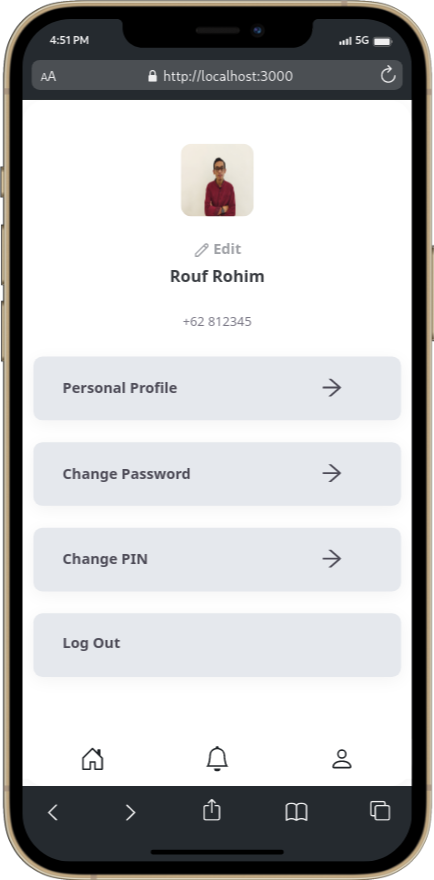 4:51 PM
5G
AA
http://localhost:3000
Edit
Rouf Rohim
+62 812345
Personal Profile
Change Password
Change PIN
Log Out